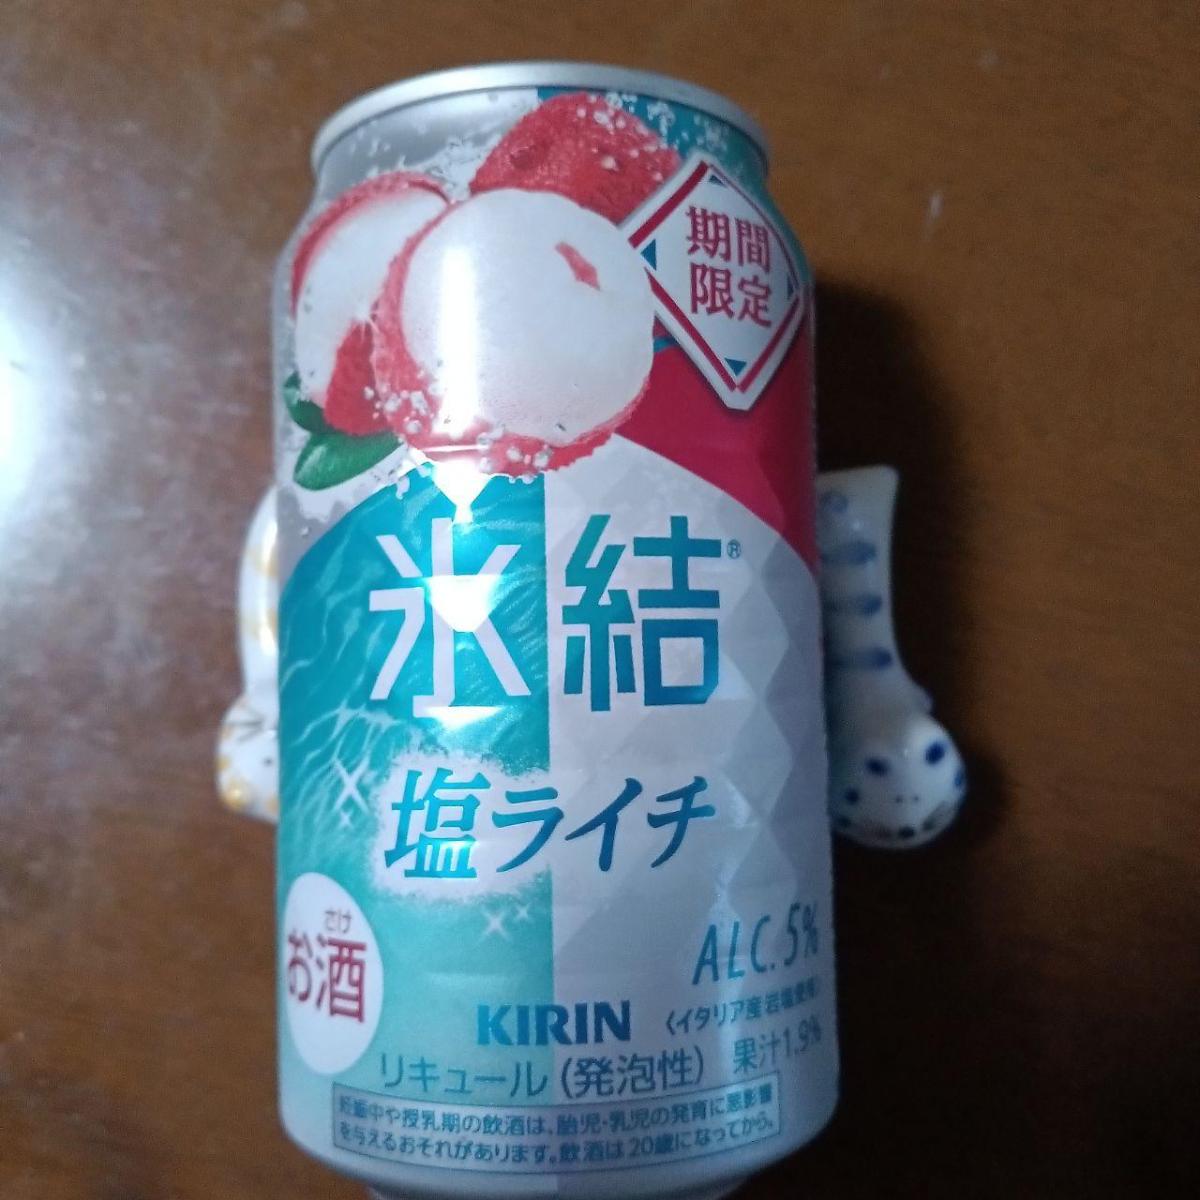 期間
限定
氷結®
塩ライチ
さけ
お酒
ALC.5%
KIRIN
〈イタリア産岩塩使用〉
リキュール(発泡性)
果汁1.9%
妊娠中や授乳期の飲酒は、胎児・乳児の発育に悪影響
を与えるおそれがあります。飲酒は20歳になってから。